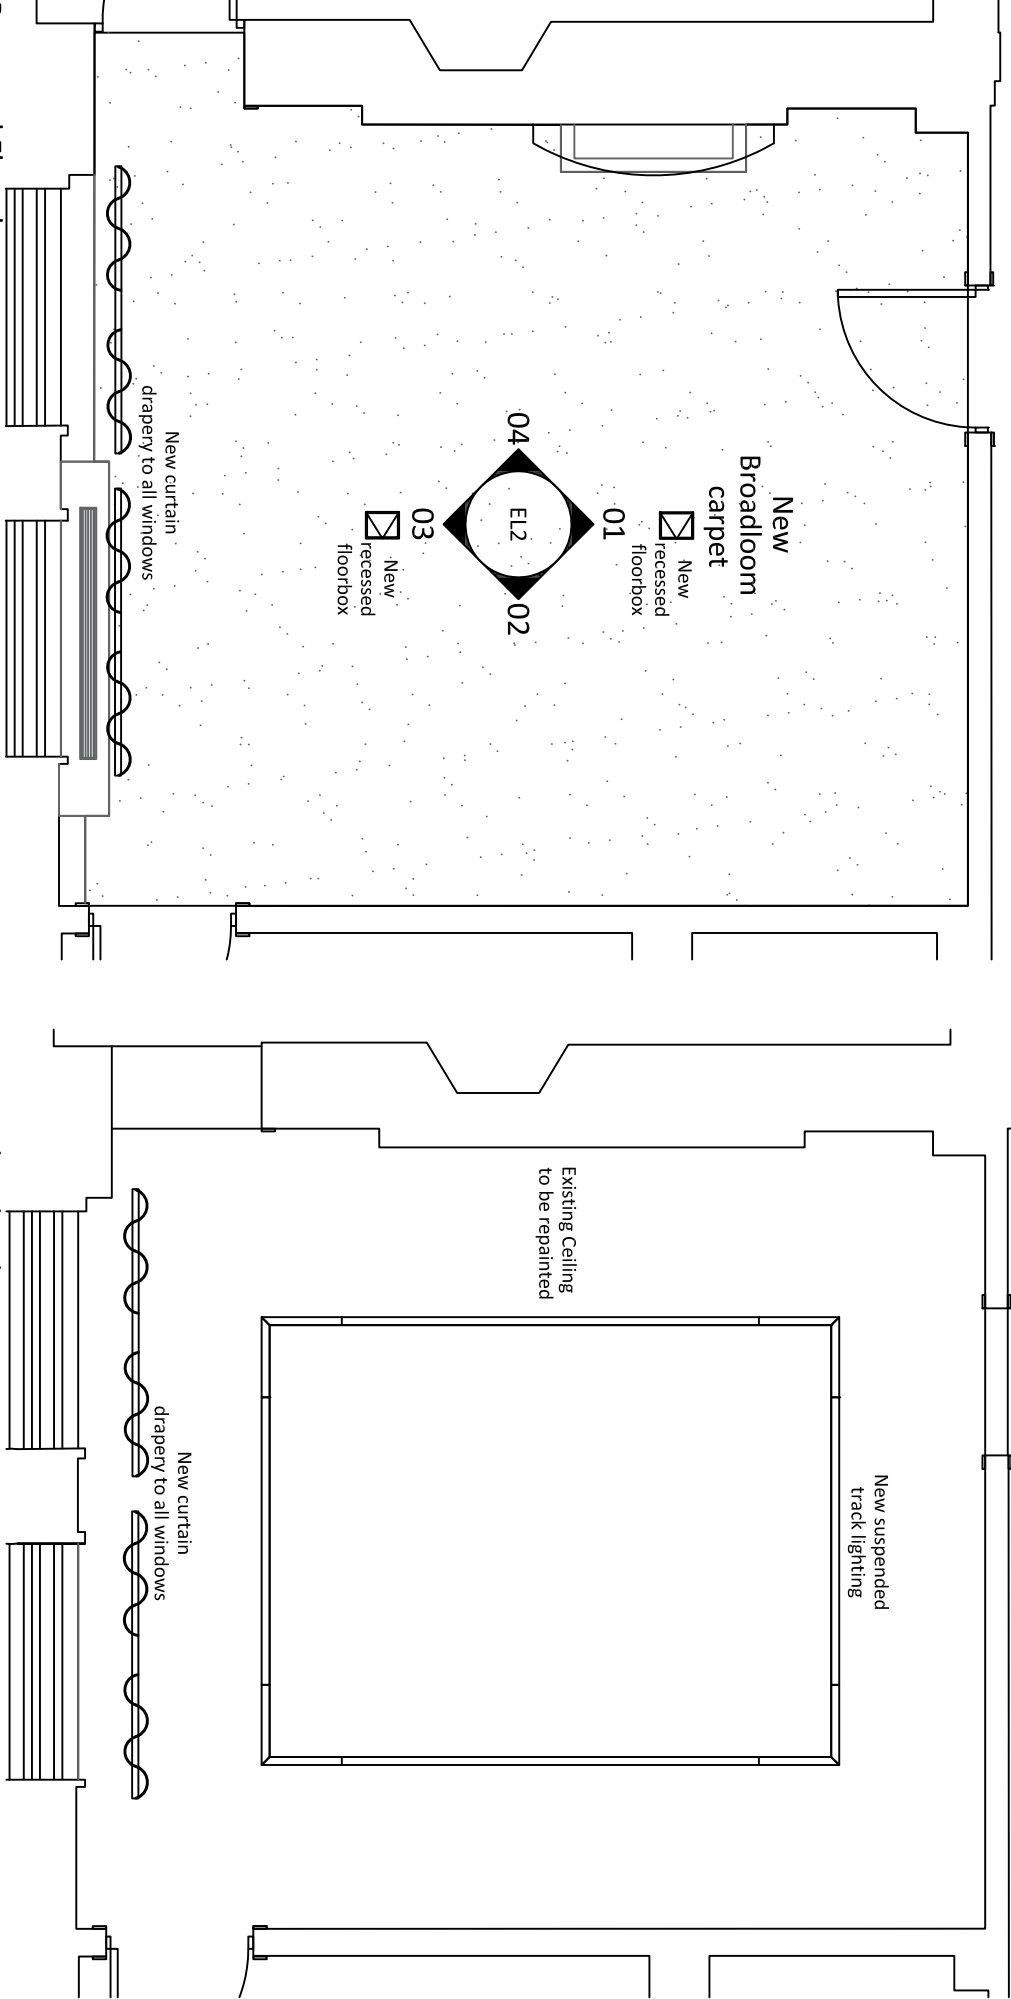 New
Broadloom
carpet
New
recessed
floorbox
01
04
EL2
02
03
New
recessed
floorbox
New curtain
drapery to all windows
New suspended
track lighting
Existing Ceiling
to be repainted
New curtain
drapery to all windows